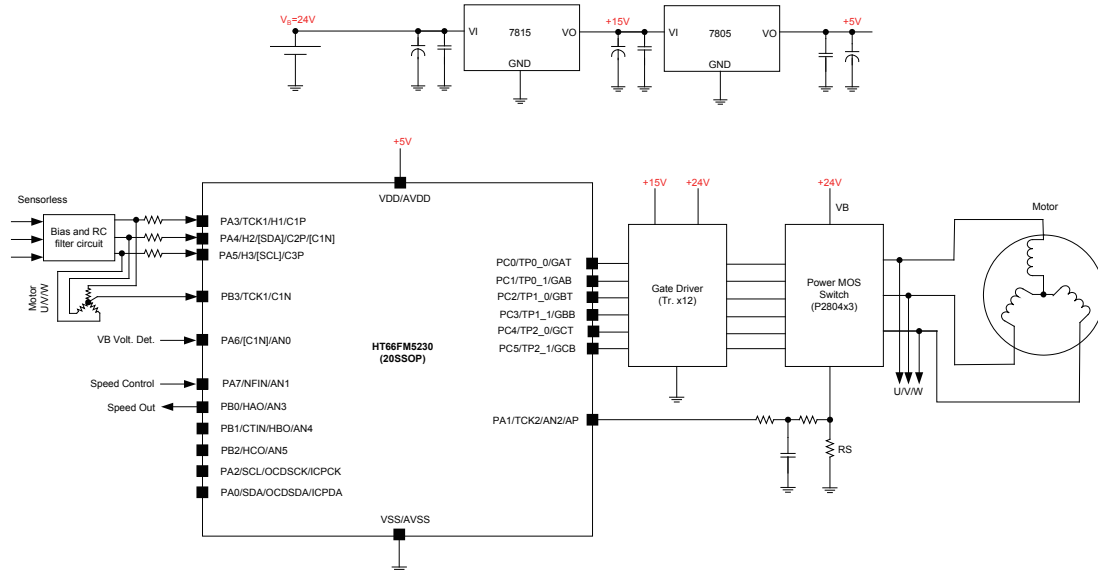 VB=24V
+15V
+5V
VI
7815
VO
GND
VI
7805
VO
GND
+5V
VDD/AVDD
Sensorless
Bias and RC
filter circuit
Motor
U/V/W
PA3/TCK1/H1/C1P
PA4/H2/[SDA]/C2P/[C1N]
PA5/H3/[SCL]/C3P
PB3/TCK1/C1N
VB Volt. Det.
PA6/[C1N]/AN0
Speed Control
PA7/NFIN/AN1
Speed Out
PB0/HAO/AN3
PB1/CTIN/HBO/AN4
PB2/HCO/AN5
PA2/SCL/OCDSCK/ICPCK
PA0/SDA/OCDSDA/ICPDA
HT66FM5230
(20SSOP)
VSS/AVSS
PC0/TP0_0/GAT
PC1/TP0_1/GAB
PC2/TP1_0/GBT
PC3/TP1_1/GBB
PC4/TP2_0/GCT
PC5/TP2_1/GCB
PA1/TCK2/AN2/AP
+15V
+24V
Gate Driver
(Tr. x12)
+24V
VB
Power MOS
Switch
(P2804x3)
RS
Motor
U/V/W